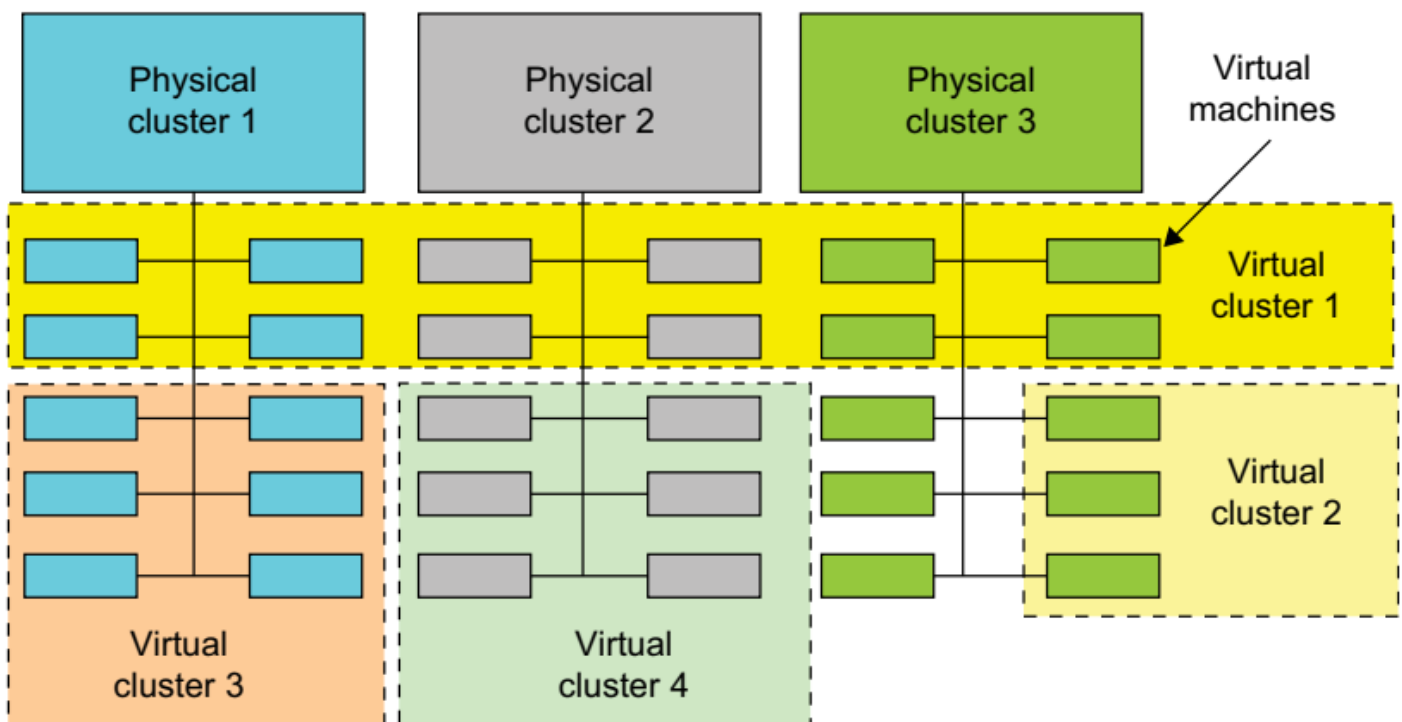 Physical
cluster 1
Physical
cluster 2
Physical
cluster 3
Virtual
machines
Virtual
cluster 1
Virtual
cluster 2
Virtual
cluster 3
Virtual
cluster 4